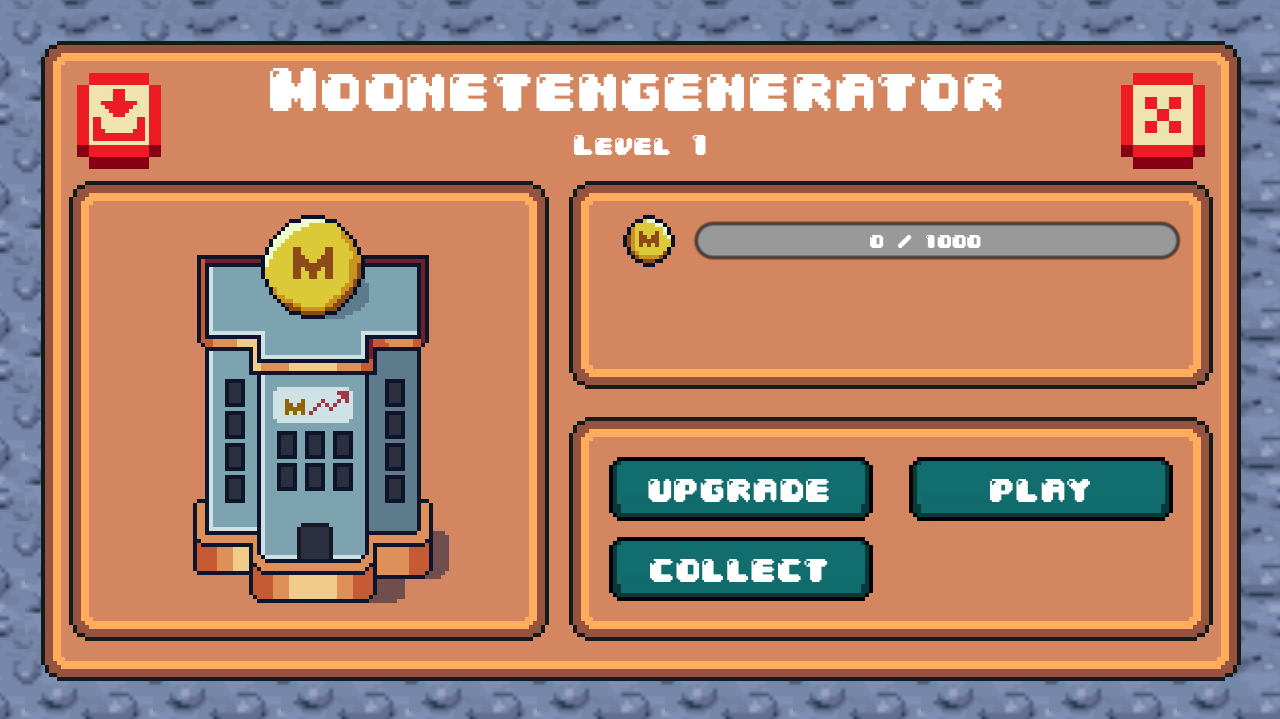 Moonetengenerator
Level 1
M
M
0 / 1000
M
UPGRADE
PLAY
COLLECT